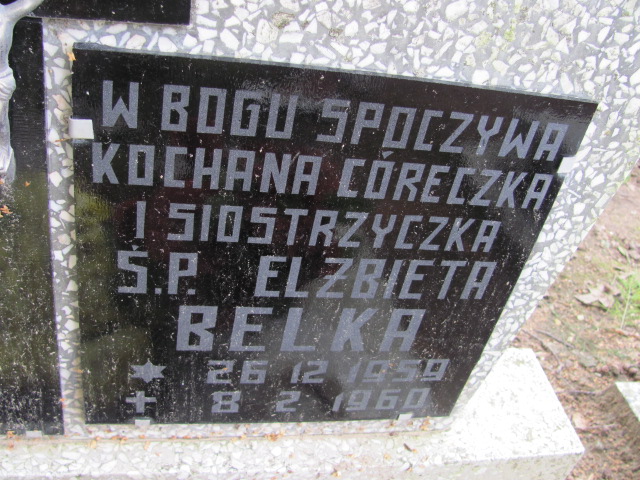 W BOGU SPOCZYWA
KOCHANA CÓRECZKA
I SIOSTRZYCZKA
Ś.P. ELZBIETA
BELKA
26 12 1959
8 2 1960